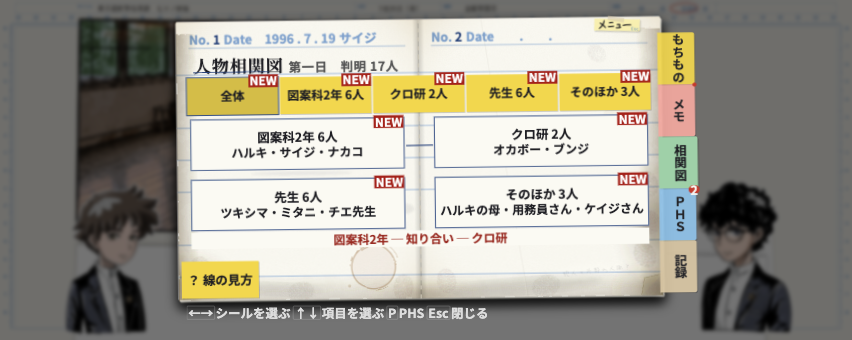 メニュー
No. 1 Date 1996.7.19 サイジ
No. 2 Date . .
人物相関図 第一日 判明 17人
NEW NEW NEW NEW NEW
全体 図案科2年 6人 クロ研 2人 先生 6人 そのほか 3人
NEW
図案科2年 6人
ハルキ・サイジ・ナカコ
NEW
クロ研 2人
オカボー・ブンジ
NEW
先生 6人
ツキシマ・ミタニ・チエ先生
NEW
そのほか 3人
ハルキの母・用務員さん・ケイジさん
図案科2年 ― 知り合い ― クロ研
? 線の見方
もちもの
メモ
相関図
2
PHS
記録
←→シールを選ぶ ↑↓項目を選ぶ P PHS Esc 閉じる